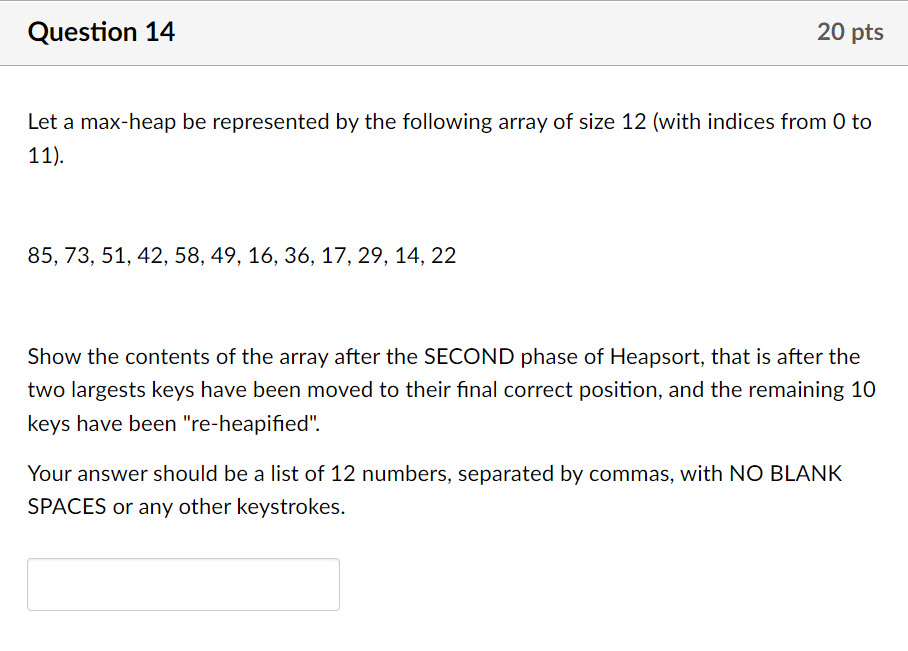 Question 14
20 pts
Let a max-heap be represented by the following array of size 12 (with indices from 0 to
11).
85, 73, 51, 42, 58, 49, 16, 36, 17, 29, 14, 22
Show the contents of the array after the SECOND phase of Heapsort, that is after the
two largests keys have been moved to their final correct position, and the remaining 10
keys have been "re-heapified".
Your answer should be a list of 12 numbers, separated by commas, with NO BLANK
SPACES or any other keystrokes.